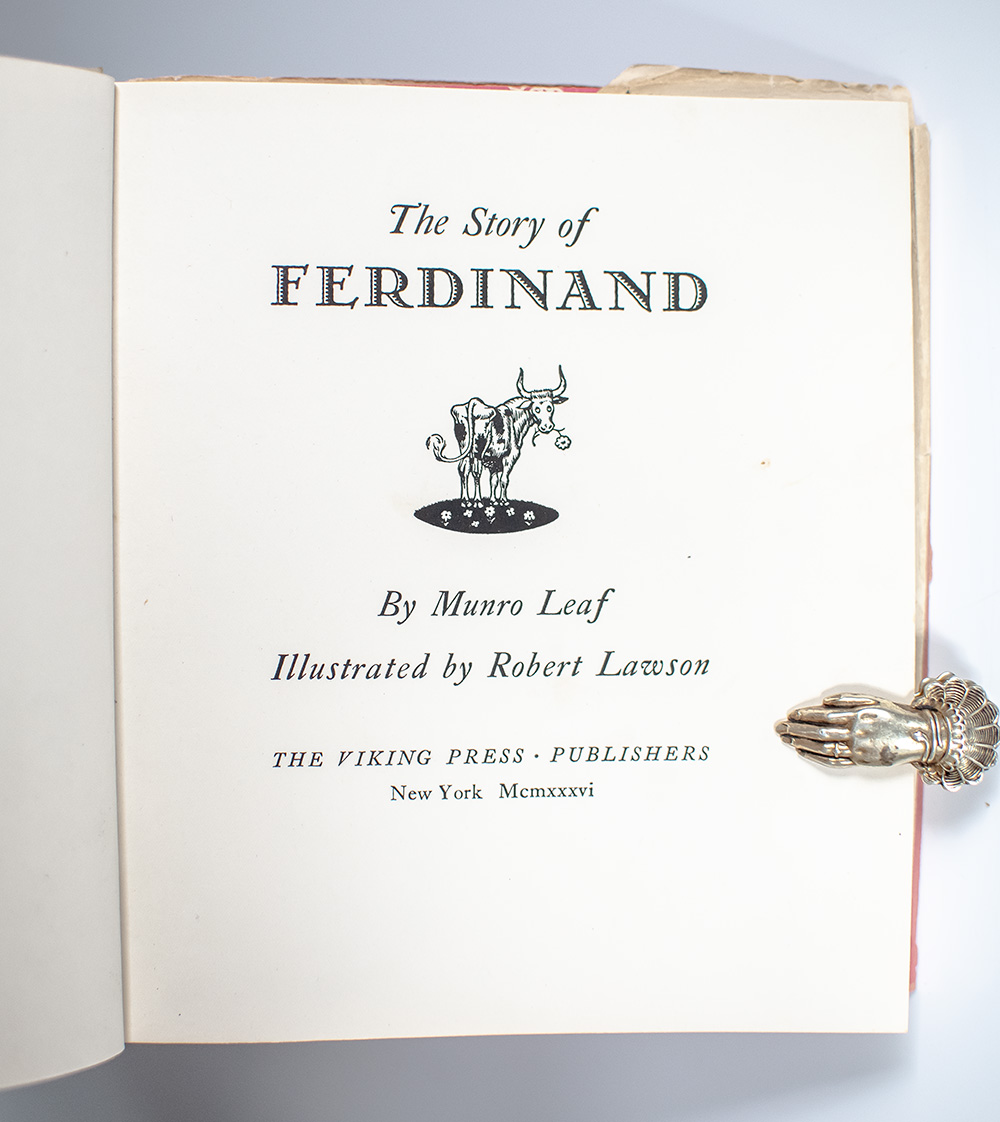 The Story of
FERDINAND
By Munro Leaf
Illustrated by Robert Lawson
THE VIKING PRESS · PUBLISHERS
New York Mcmxxxvi